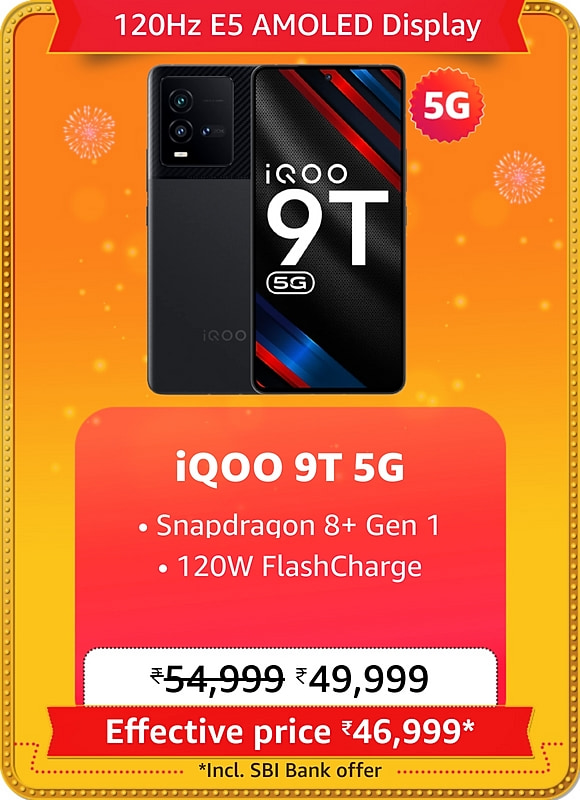 120Hz E5 AMOLED Display
5G
iQOO
9T
5G
iQOO
iQOO 9T 5G
• Snapdragon 8+ Gen 1
• 120W FlashCharge
₹54,999 ₹49,999
Effective price ₹46,999*
*Incl. SBI Bank offer